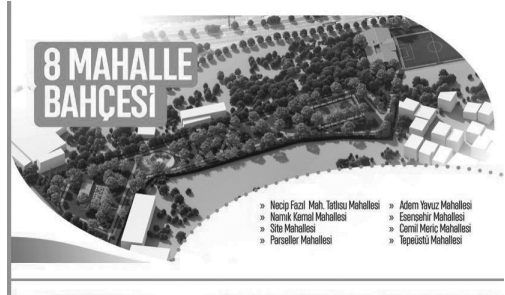 8 MAHALLE
BAHÇESİ
» Necip Fazıl Mah. Tatlısu Mahallesi
» Namık Kemal Mahallesi
» Site Mahallesi
» Parseller Mahallesi
» Adem Yavuz Mahallesi
» Esenşehir Mahallesi
» Cemil Meriç Mahallesi
» Tepeüstü Mahallesi